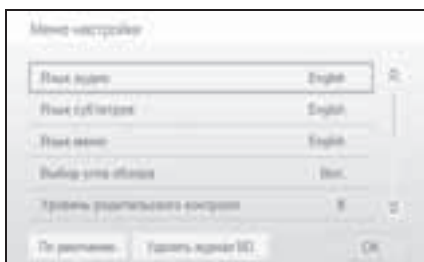 Меню настройки
Язык аудио English
Язык субтитров English
Язык меню English
Выбор угла обзора Вкл.
Уровень родительского контроля 8
По умолчанию Удалить журнал BD OK